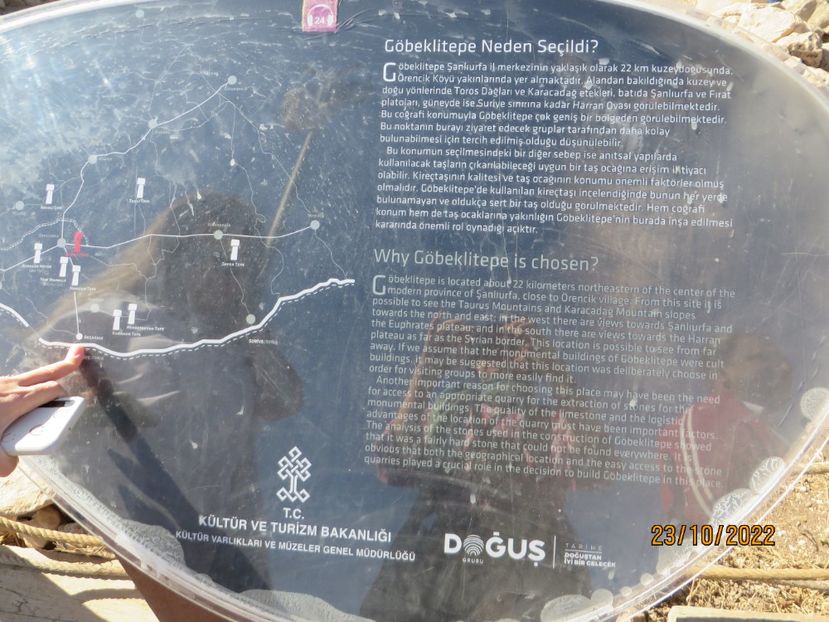 24
Göbeklitepe Neden Seçildi?
Göbeklitepe Şanlıurfa il merkezinin yaklaşık olarak 22 km kuzeydoğusunda,
Örencik Köyü yakınlarında yer almaktadır. Alandan bakıldığında kuzey ve
doğu yönlerinde Toros Dağları ve Karacadağ etekleri, batıda Şanlıurfa ve Fırat
platoları, güneyde ise Suriye sınırına kadar Harran Ovası görülebilmektedir.
Bu coğrafi konumuyla Göbeklitepe çok geniş bir bölgeden görülebilmektedir.
Bu noktanın burayı ziyaret edecek gruplar tarafından daha kolay
bulunabilmesi için tercih edilmiş olduğu düşünülebilir.
Bu konumun seçilmesindeki bir diğer sebep ise anıtsal yapılarda
kullanılacak taşların çıkarılabileceği uygun bir taş ocağına erişim ihtiyacı
olabilir. Kireçtaşının kalitesi ve taş ocağının konumu önemli faktörler olmuş
olmalıdır. Göbeklitepe'de kullanılan kireçtaşı incelendiğinde bunun her yerde
bulunamayan ve oldukça sert bir taş olduğu görülmektedir. Hem coğrafi
konum hem de taş ocaklarına yakınlığın Göbeklitepe'nin burada inşa edilmesi
kararında önemli rol oynadığı açıktır.
Why Göbeklitepe is chosen?
Göbeklitepe is located about 22 kilometers northeastern of the center of the
modern province of Şanlıurfa, close to Örencik village. From this site it is
possible to see the Taurus Mountains and Karacadağ Mountain slopes
towards the north and east; in the west there are views towards Şanlıurfa and
the Euphrates plateau; and in the south there are views towards the Harran
plateau as far as the Syrian border. This location is possible to see from far
away. If we assume that the monumental buildings of Göbeklitepe were cult
buildings, it may be suggested that this location was deliberately choose in
order for visiting groups to more easily find it.
Another important reason for choosing this place may have been the need
for access to an appropriate quarry for the extraction of stones for the
monumental buildings. The quality of the limestone and the logistic
advantages of the location of the quarry must have been important factors.
The analysis of the stones used in the construction of Göbeklitepe showed
that it was a fairly hard stone that could not be found everywhere. It is
obvious that both the geographical location and the easy access to the stone
quarries played a crucial role in the decision to build Göbeklitepe in this place.
T.C.
KÜLTÜR VE TURİZM BAKANLIĞI
KÜLTÜR VARLIKLARI VE MÜZELER GENEL MÜDÜRLÜĞÜ
DOĞUŞ
GRUBU
TARİHE
DOĞUŞTAN
İYİ BİR GELECEK
23/10/2022